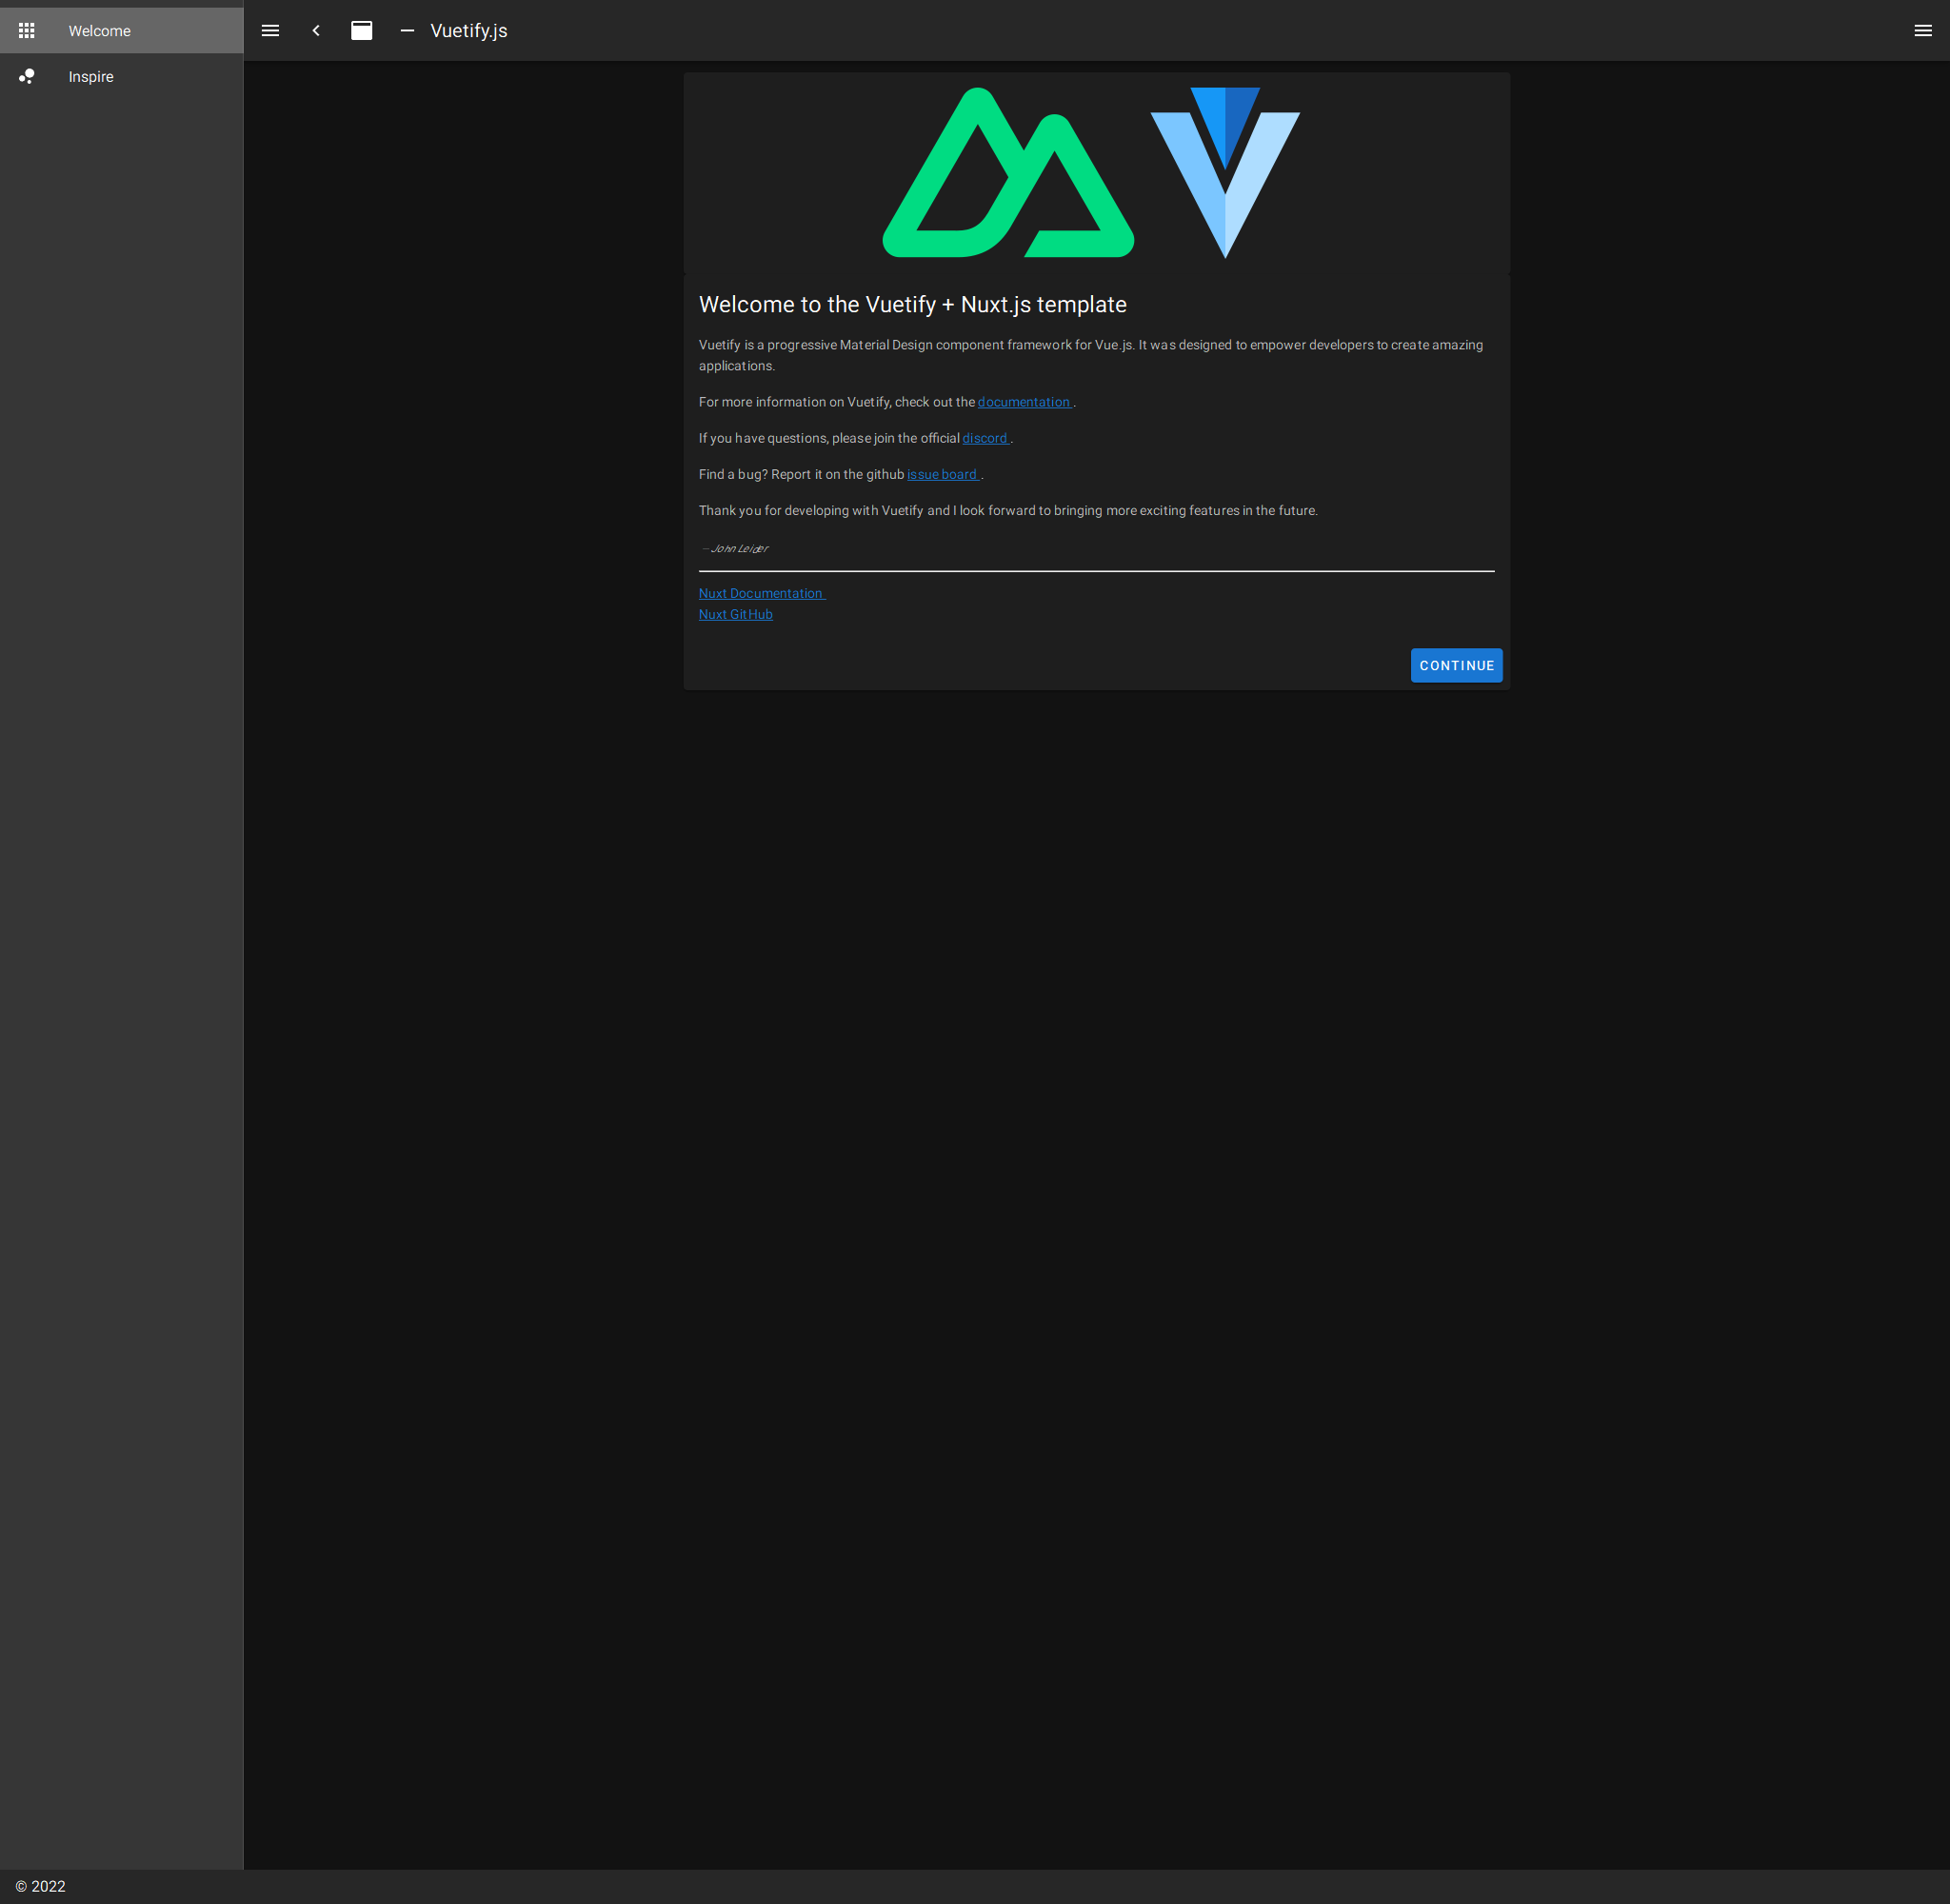 Welcome
Inspire
Vuetify.js
Welcome to the Vuetify + Nuxt.js template
Vuetify is a progressive Material Design component framework for Vue.js. It was designed to empower developers to create amazing
applications.
For more information on Vuetify, check out the documentation .
If you have questions, please join the official discord .
Find a bug? Report it on the github issue board .
Thank you for developing with Vuetify and I look forward to bringing more exciting features in the future.
— John Leider
Nuxt Documentation
Nuxt GitHub
CONTINUE
© 2022